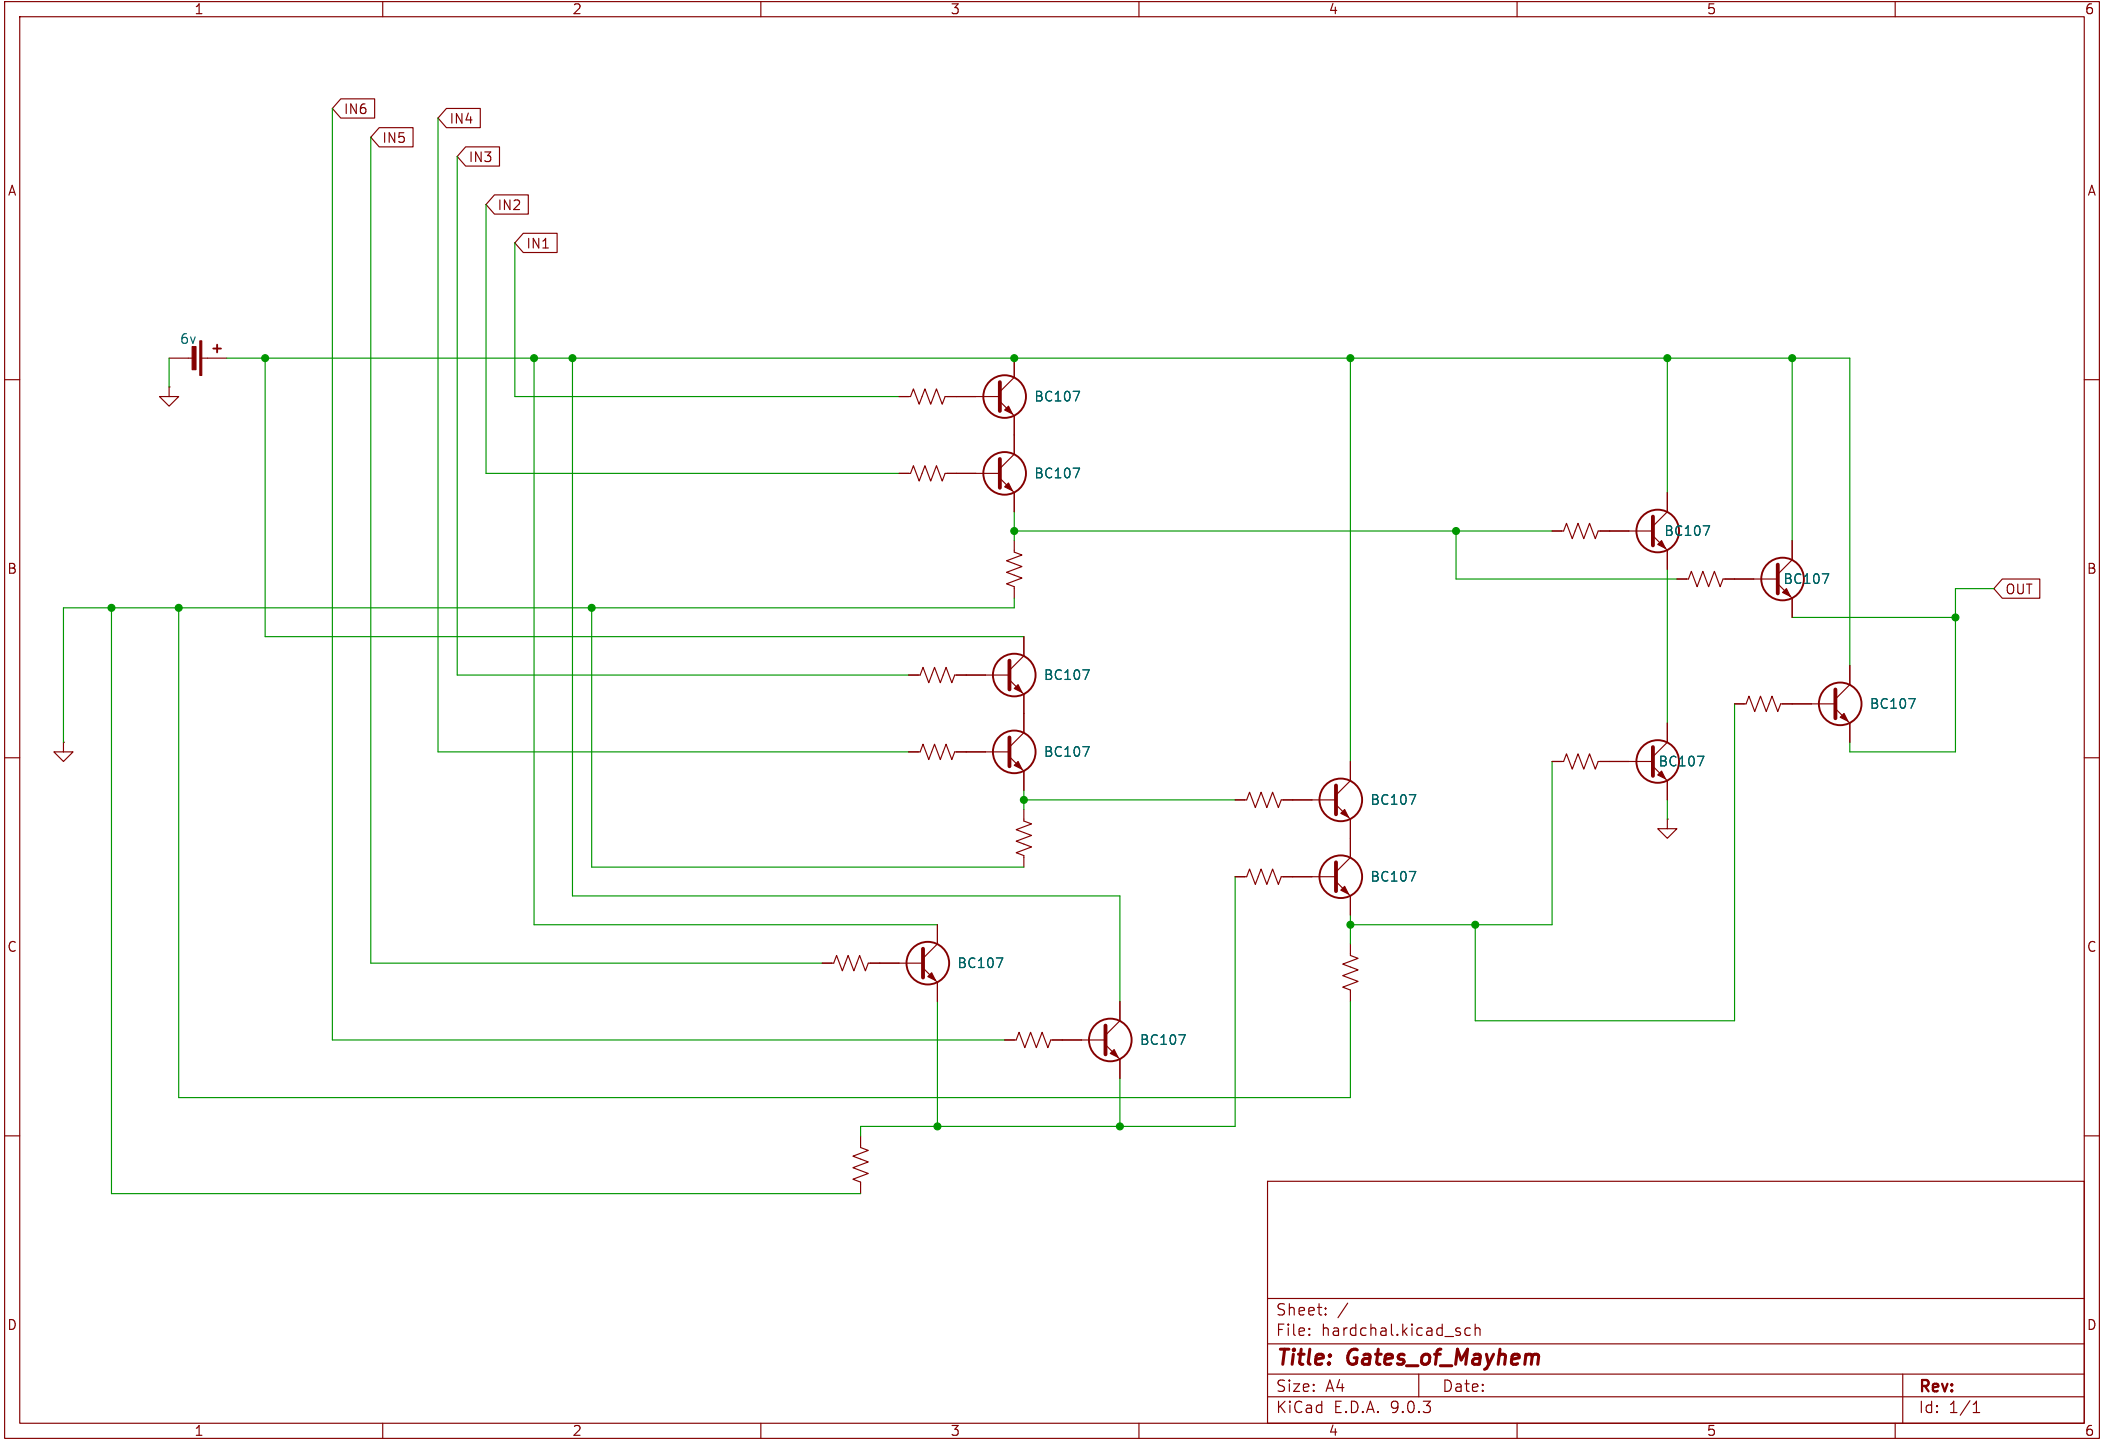 1 2 3 4 5 6
IN6
IN4
IN5
IN3
IN2
IN1
A A
6v +
BC107
BC107
BC107
BC107
B B
OUT
BC107
BC107
BC107
BC107
BC107
BC107
C C
BC107
BC107
Sheet: /
File: hardchal.kicad_sch
D D
Title: Gates_of_Mayhem
Size: A4 Date: Rev:
KiCad E.D.A. 9.0.3 Id: 1/1
1 2 3 4 5 6